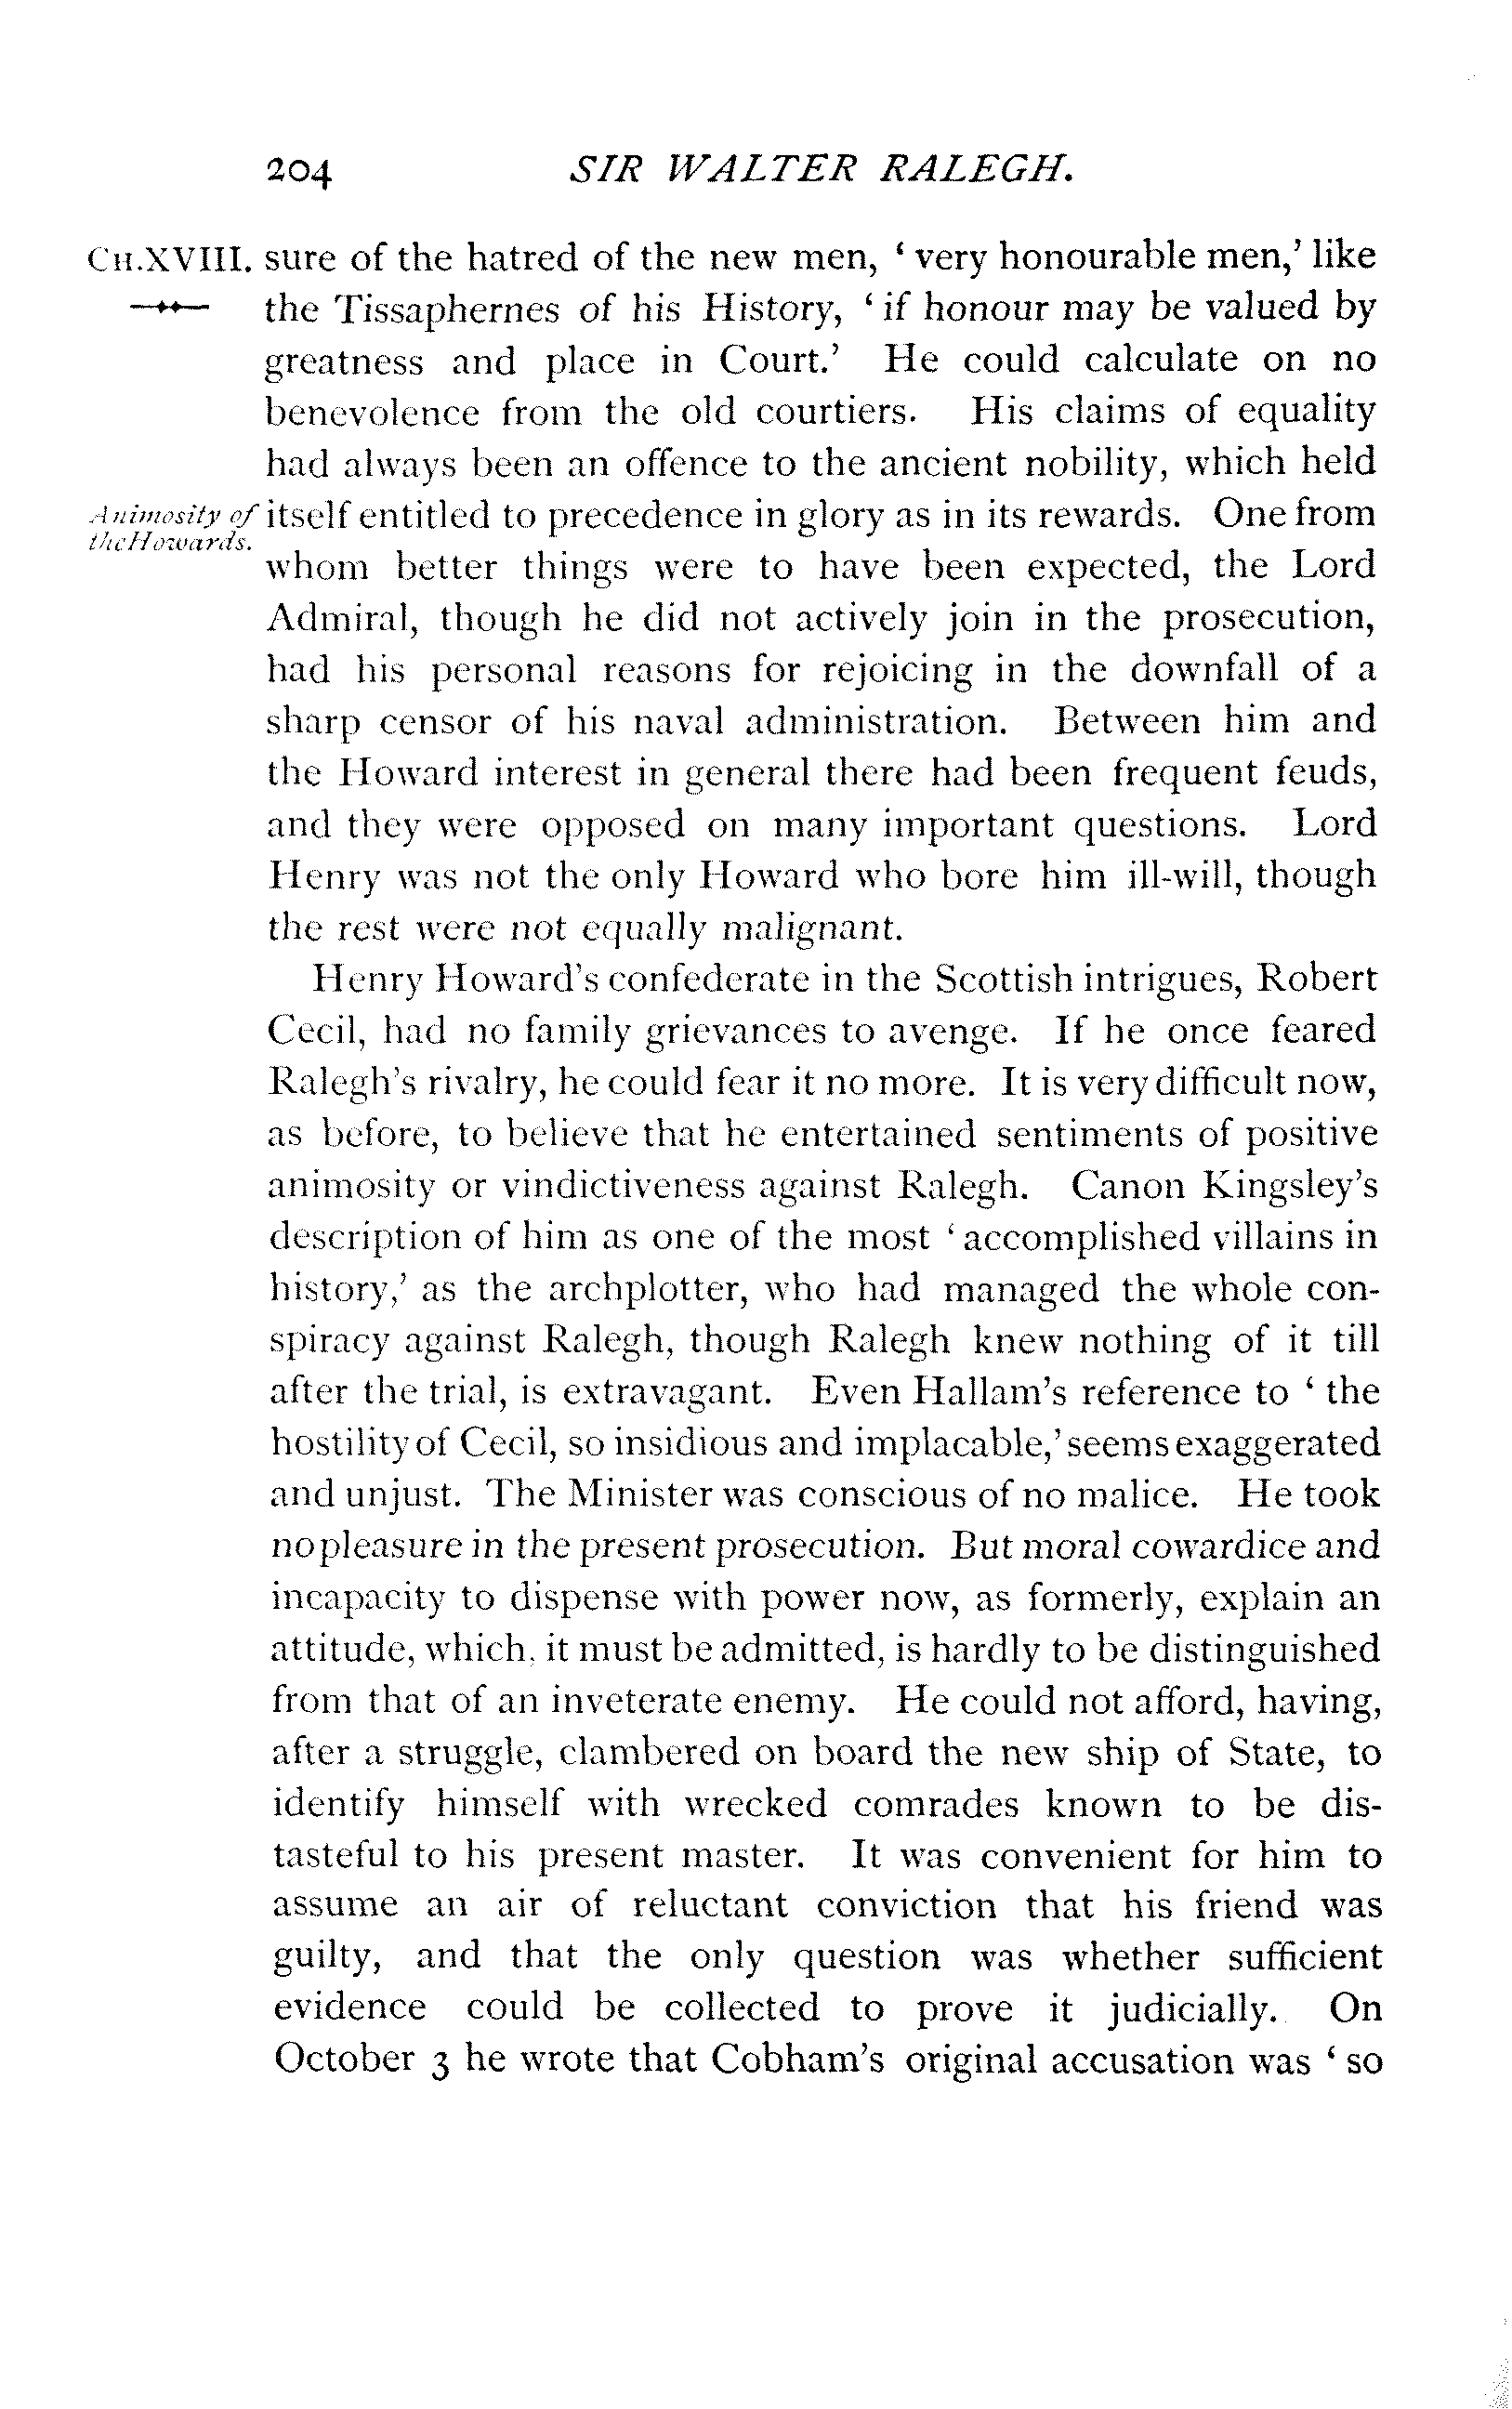 204 SIR WALTER RALEGH.
CH. XVIII. sure of the hatred of the new men, ‘ very honourable men,’ like
the Tissaphernes of his History, ‘ if honour may be valued by
greatness and place in Court.’ He could calculate on no
benevolence from the old courtiers. His claims of equality
had always been an offence to the ancient nobility, which held
Animosity of itself entitled to precedence in glory as in its rewards. One from
the Howards.
whom better things were to have been expected, the Lord
Admiral, though he did not actively join in the prosecution,
had his personal reasons for rejoicing in the downfall of a
sharp censor of his naval administration. Between him and
the Howard interest in general there had been frequent feuds,
and they were opposed on many important questions. Lord
Henry was not the only Howard who bore him ill-will, though
the rest were not equally malignant.
Henry Howard’s confederate in the Scottish intrigues, Robert
Cecil, had no family grievances to avenge. If he once feared
Ralegh’s rivalry, he could fear it no more. It is very difficult now,
as before, to believe that he entertained sentiments of positive
animosity or vindictiveness against Ralegh. Canon Kingsley’s
description of him as one of the most ‘ accomplished villains in
history,’ as the archplotter, who had managed the whole con-
spiracy against Ralegh, though Ralegh knew nothing of it till
after the trial, is extravagant. Even Hallam’s reference to ‘ the
hostility of Cecil, so insidious and implacable,’ seems exaggerated
and unjust. The Minister was conscious of no malice. He took
no pleasure in the present prosecution. But moral cowardice and
incapacity to dispense with power now, as formerly, explain an
attitude, which, it must be admitted, is hardly to be distinguished
from that of an inveterate enemy. He could not afford, having,
after a struggle, clambered on board the new ship of State, to
identify himself with wrecked comrades known to be dis-
tasteful to his present master. It was convenient for him to
assume an air of reluctant conviction that his friend was
guilty, and that the only question was whether sufficient
evidence could be collected to prove it judicially. On
October 3 he wrote that Cobham’s original accusation was ‘ so